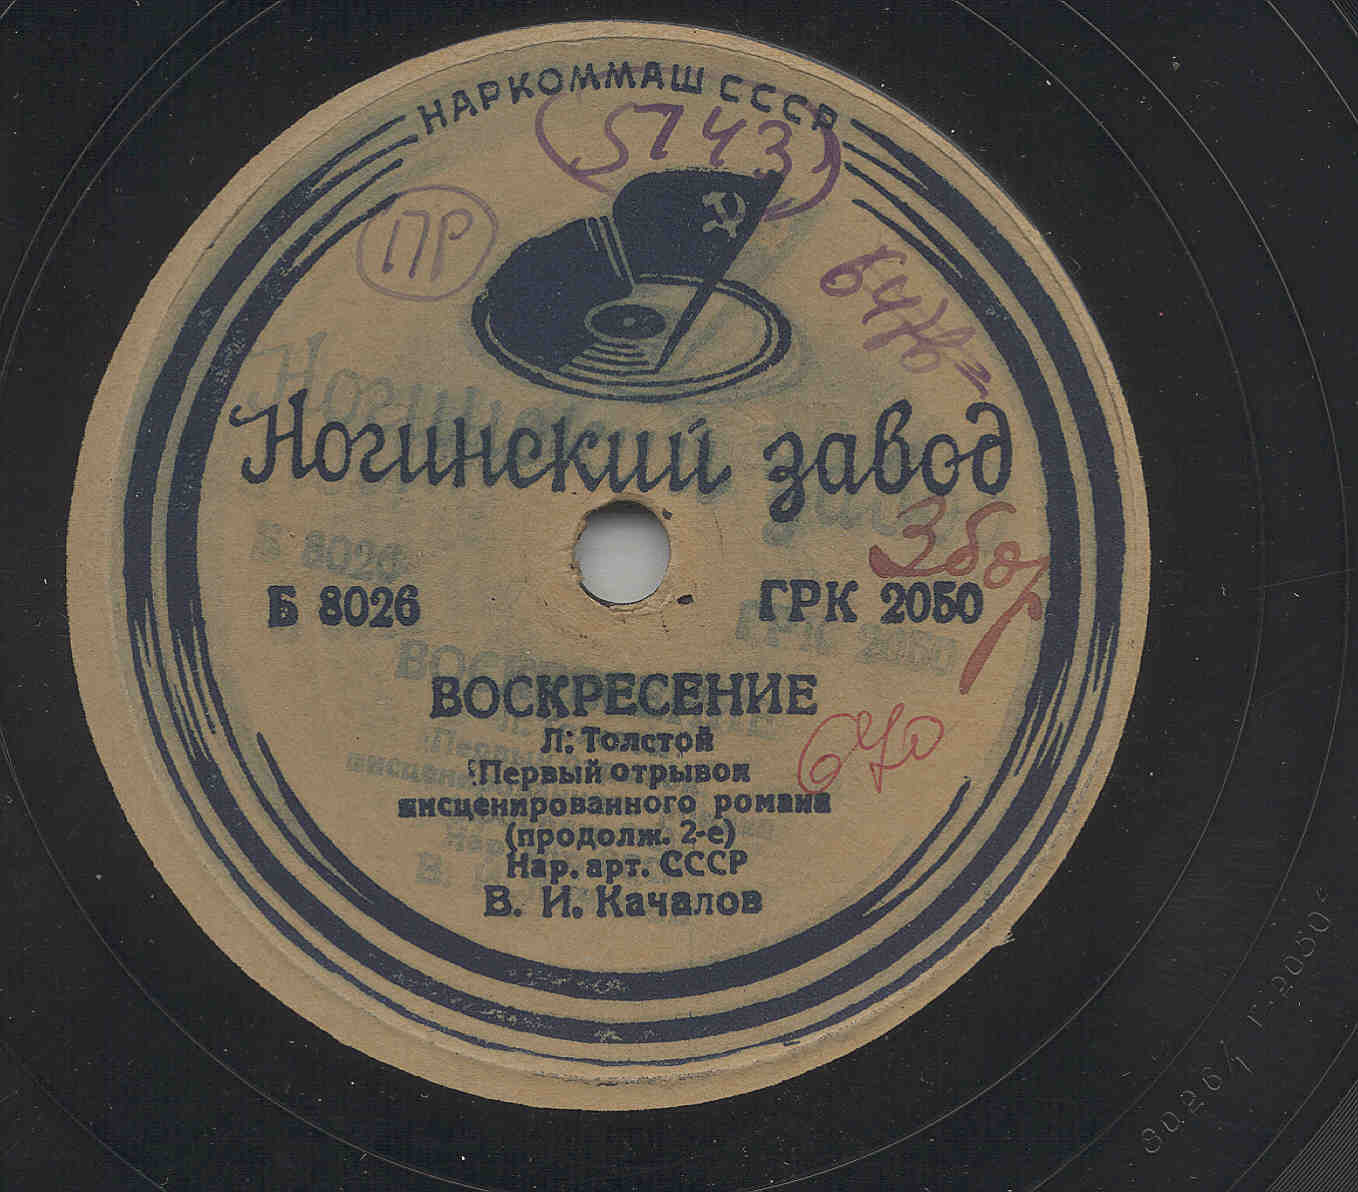 НАРКОММАШ СССР
(5743)
ПР
Ногинский завод
Б 8026
ГРК 2050
ВОСКРЕСЕНИЕ
Л. Толстой
Первый отрывок
инсценированного романа
(продолж. 2-е)
Нар. арт. СССР
В. И. Качалов
8026/1 Г-2050